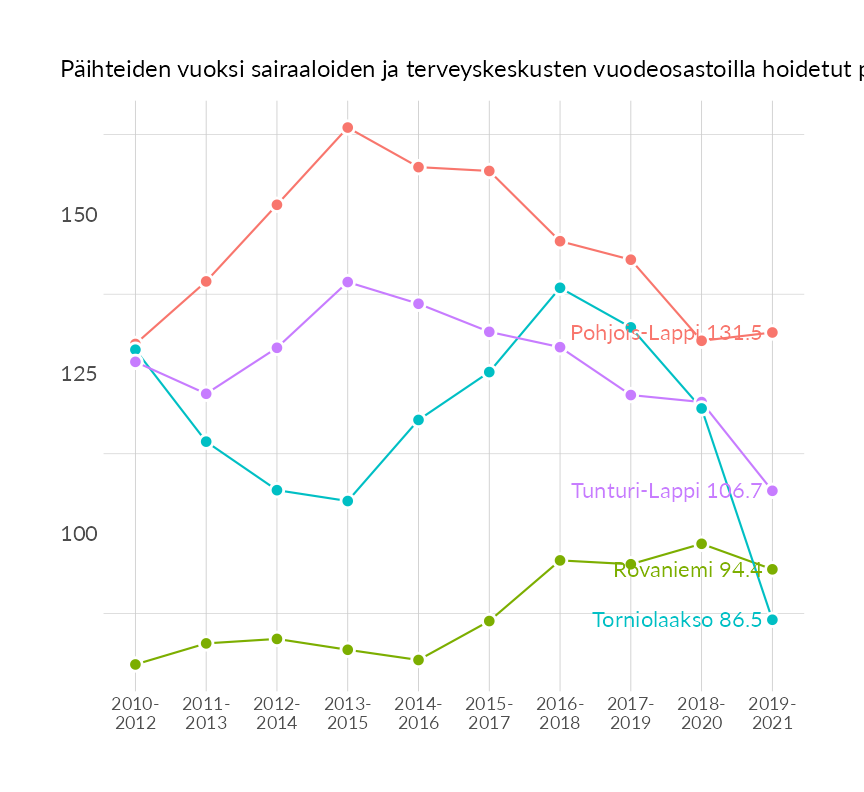 Päihteiden vuoksi sairaaloiden ja terveyskeskusten vuodeosastoilla hoidetut
150
125
100
Pohjois-Lappi 131.5
Tunturi-Lappi 106.7
Rovaniemi 94.4
Torniolaakso 86.5
2010- 2011- 2012- 2013- 2014- 2015- 2016- 2017- 2018- 2019-
2012 2013 2014 2015 2016 2017 2018 2019 2020 2021